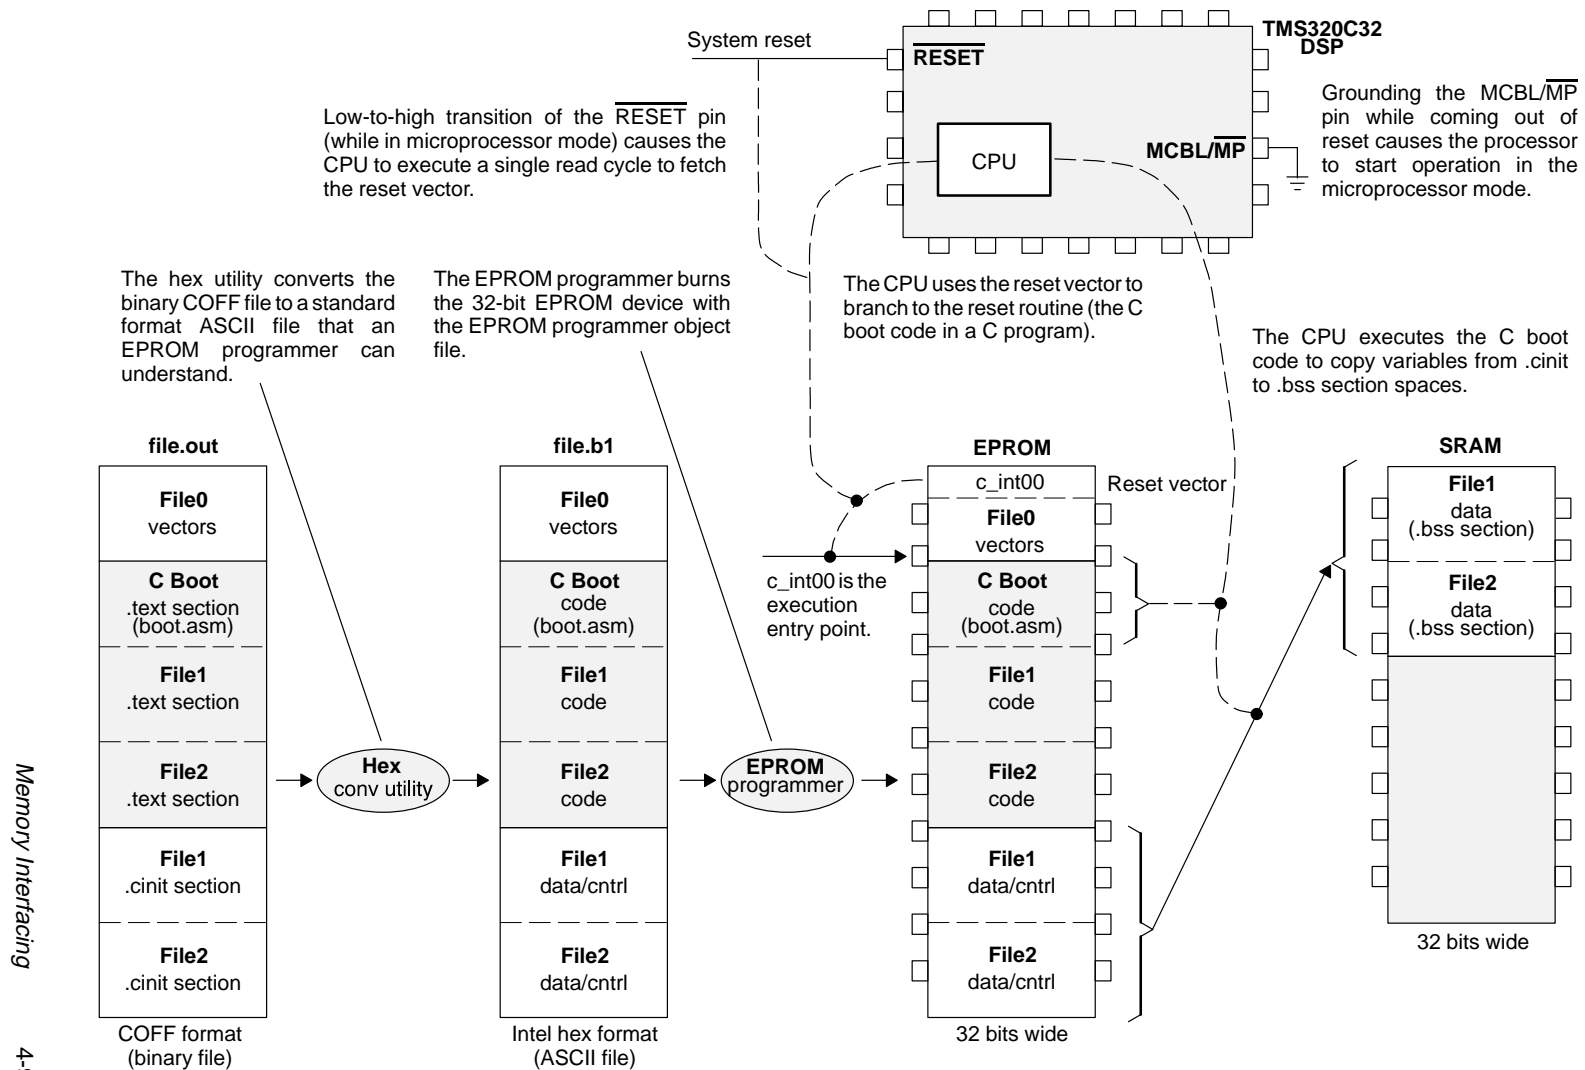 System reset
RESET
TMS320C32
DSP
CPU
MCBL/MP
Low-to-high transition of the RESET pin
(while in microprocessor mode) causes the
CPU to execute a single read cycle to fetch
the reset vector.
Grounding the MCBL/MP
pin while coming out of
reset causes the processor
to start operation in the
microprocessor mode.
The hex utility converts the
binary COFF file to a standard
format ASCII file that an
EPROM programmer can
understand.
The EPROM programmer burns
the 32-bit EPROM device with
the EPROM programmer object
file.
The CPU uses the reset vector to
branch to the reset routine (the C
boot code in a C program).
The CPU executes the C boot
code to copy variables from .cinit
to .bss section spaces.
file.out
File0
vectors
C Boot
.text section
(boot.asm)
File1
.text section
File2
.text section
File1
.cinit section
File2
.cinit section
COFF format
(binary file)
Hex
conv utility
file.b1
File0
vectors
C Boot
code
(boot.asm)
File1
code
File2
code
File1
data/cntrl
File2
data/cntrl
Intel hex format
(ASCII file)
EPROM
programmer
c_int00 is the
execution
entry point.
EPROM
c_int00
Reset vector
File0
vectors
C Boot
code
(boot.asm)
File1
code
File2
code
File1
data/cntrl
File2
data/cntrl
32 bits wide
SRAM
File1
data
(.bss section)
File2
data
(.bss section)
32 bits wide
Memory Interfacing